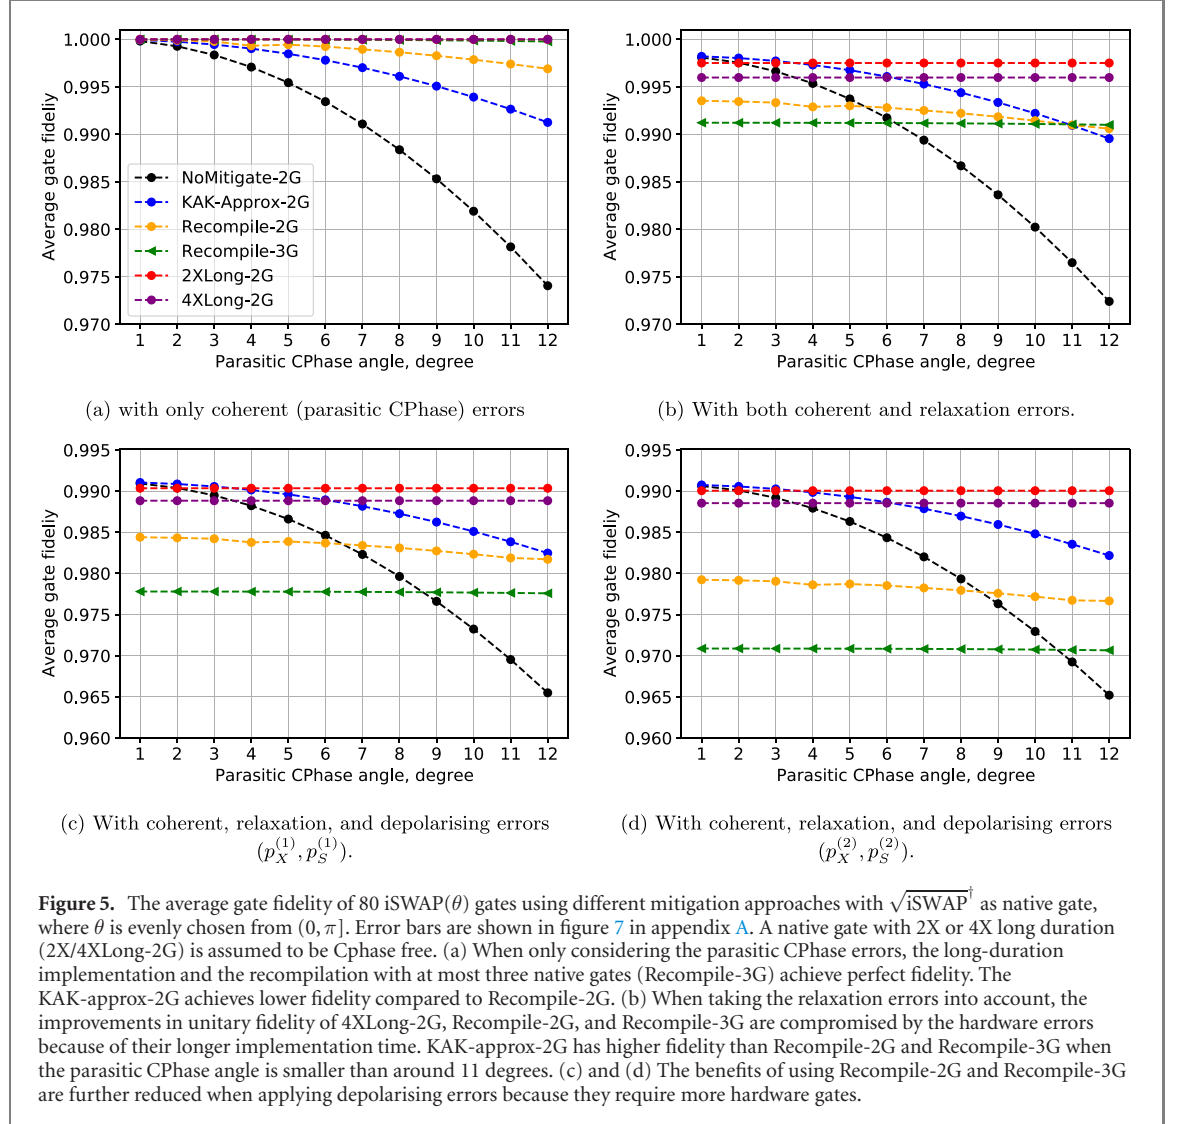 1.000
0.995
0.990
0.985
0.980
0.975
0.970
Average gate fideliy
NoMitigate-2G
KAK-Approx-2G
Recompile-2G
Recompile-3G
2XLong-2G
4XLong-2G
1 2 3 4 5 6 7 8 9 10 11 12
Parasitic CPhase angle, degree
(a) with only coherent (parasitic CPhase) errors
1.000
0.995
0.990
0.985
0.980
0.975
0.970
Average gate fideliy
1 2 3 4 5 6 7 8 9 10 11 12
Parasitic CPhase angle, degree
(b) With both coherent and relaxation errors.
0.995
0.990
0.985
0.980
0.975
0.970
0.965
0.960
Average gate fideliy
1 2 3 4 5 6 7 8 9 10 11 12
Parasitic CPhase angle, degree
(c) With coherent, relaxation, and depolarising errors
(p_X^{(1)}, p_S^{(1)}).
0.995
0.990
0.985
0.980
0.975
0.970
0.965
0.960
Average gate fideliy
1 2 3 4 5 6 7 8 9 10 11 12
Parasitic CPhase angle, degree
(d) With coherent, relaxation, and depolarising errors
(p_X^{(2)}, p_S^{(2)}).
Figure 5. The average gate fidelity of 80 iSWAP(θ) gates using different mitigation approaches with √iSWAP† as native gate,
where θ is evenly chosen from (0, π]. Error bars are shown in figure 7 in appendix A. A native gate with 2X or 4X long duration
(2X/4XLong-2G) is assumed to be Cphase free. (a) When only considering the parasitic CPhase errors, the long-duration
implementation and the recompilation with at most three native gates (Recompile-3G) achieve perfect fidelity. The
KAK-approx-2G achieves lower fidelity compared to Recompile-2G. (b) When taking the relaxation errors into account, the
improvements in unitary fidelity of 4XLong-2G, Recompile-2G, and Recompile-3G are compromised by the hardware errors
because of their longer implementation time. KAK-approx-2G has higher fidelity than Recompile-2G and Recompile-3G when
the parasitic CPhase angle is smaller than around 11 degrees. (c) and (d) The benefits of using Recompile-2G and Recompile-3G
are further reduced when applying depolarising errors because they require more hardware gates.